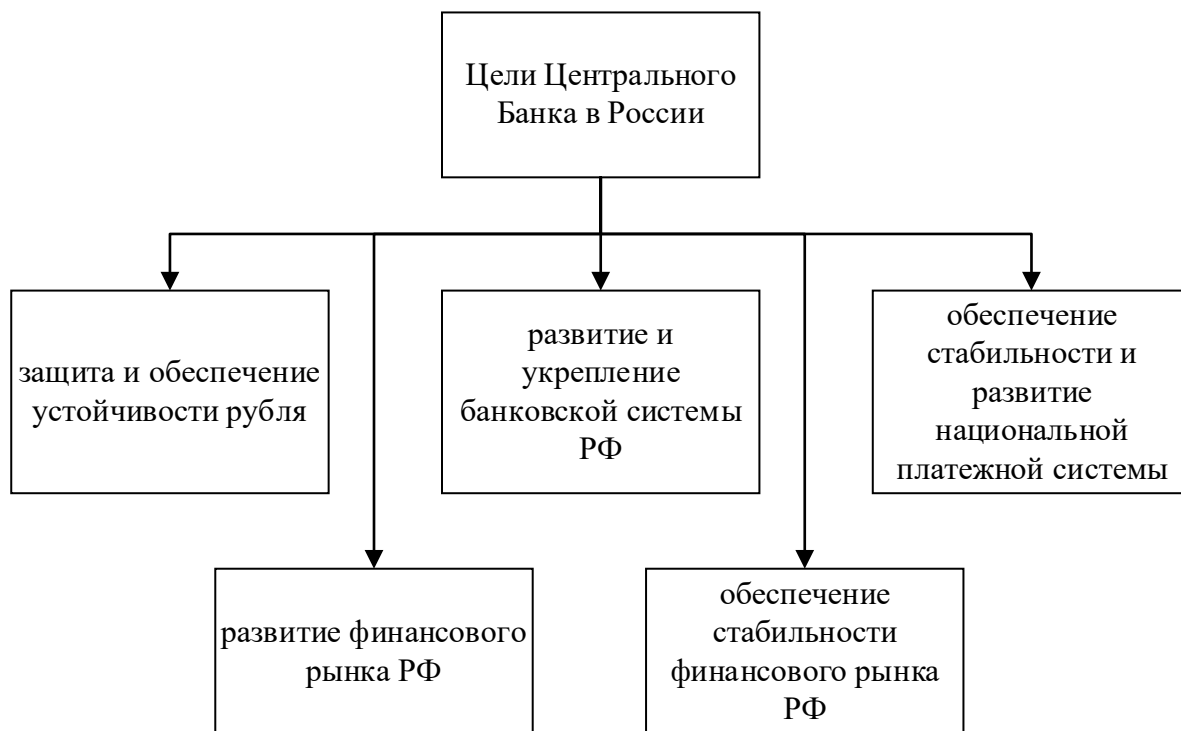 Цели Центрального
Банка в России
защита и обеспечение
устойчивости рубля
развитие и
укрепление
банковской системы
РФ
обеспечение
стабильности и
развитие
национальной
платежной системы
развитие финансового
рынка РФ
обеспечение
стабильности
финансового рынка
РФ